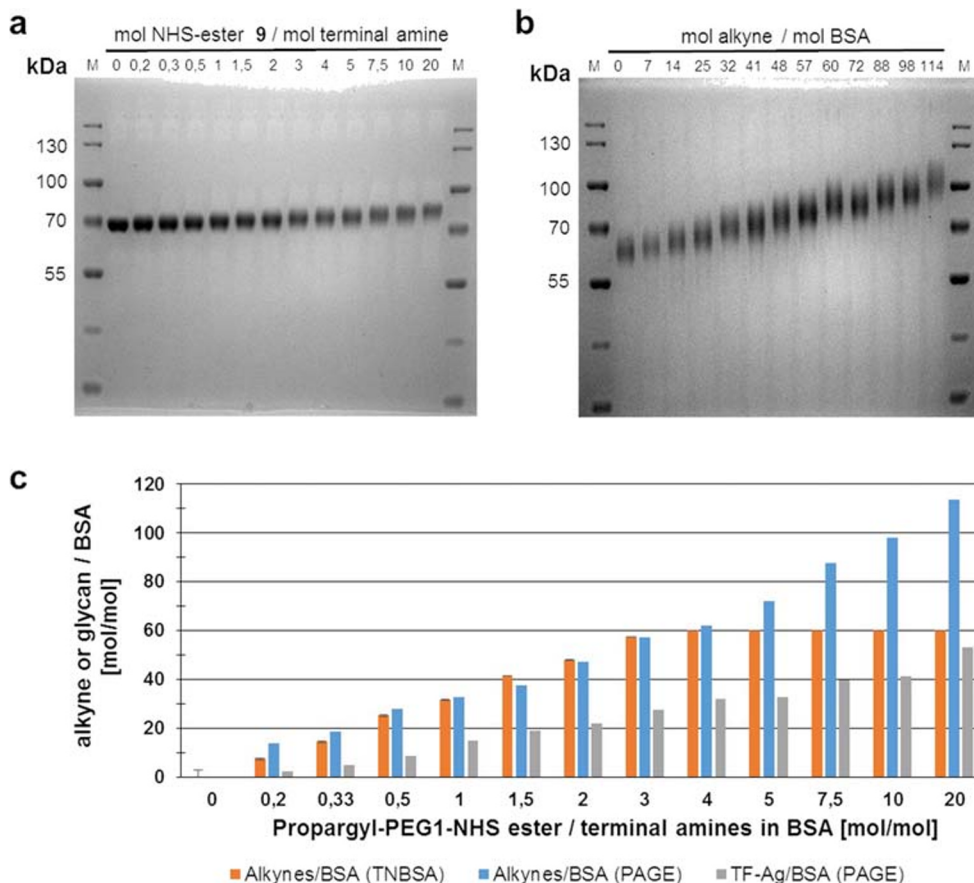 a
mol NHS-ester 9 / mol terminal amine
kDa M 0 0,2 0,3 0,5 1 1,5 2 3 4 5 7,5 10 20 M
130
100
70
55
b
mol alkyne / mol BSA
kDa M 0 7 14 25 32 41 48 57 60 72 88 98 114 M
130
100
70
55
c
alkyne or glycan / BSA
[mol/mol]
120
100
80
60
40
20
0
0 0,2 0,33 0,5 1 1,5 2 3 4 5 7,5 10 20
Propargyl-PEG1-NHS ester / terminal amines in BSA [mol/mol]
Alkynes/BSA (TNBSA) Alkynes/BSA (PAGE) TF-Ag/BSA (PAGE)